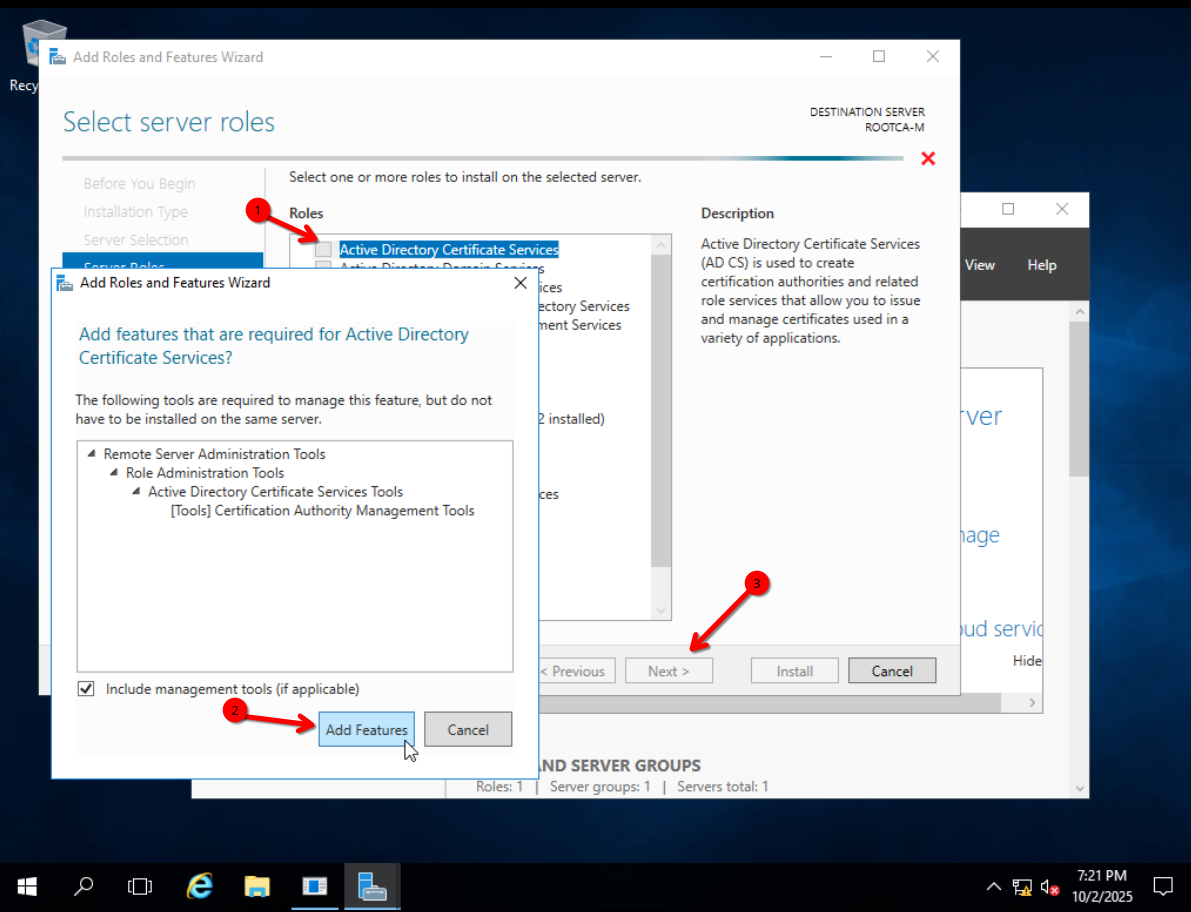 Recy
Add Roles and Features Wizard
Select server roles
DESTINATION SERVER
ROOTCA-M
Before You Begin
Installation Type
Server Selection
Server Roles
Select one or more roles to install on the selected server.
1
Roles
Active Directory Certificate Services
Active Directory Domain Services
ices
ectory Services
ment Services
2 installed)
ces
Description
Active Directory Certificate Services
(AD CS) is used to create
certification authorities and related
role services that allow you to issue
and manage certificates used in a
variety of applications.
3
< Previous
Next >
Install
Cancel
Add Roles and Features Wizard
Add features that are required for Active Directory
Certificate Services?
The following tools are required to manage this feature, but do not
have to be installed on the same server.
Remote Server Administration Tools
Role Administration Tools
Active Directory Certificate Services Tools
[Tools] Certification Authority Management Tools
Include management tools (if applicable)
2
Add Features
Cancel
View Help
ver
nage
oud servic
Hide
AND SERVER GROUPS
Roles: 1 | Server groups: 1 | Servers total: 1
7:21 PM
10/2/2025